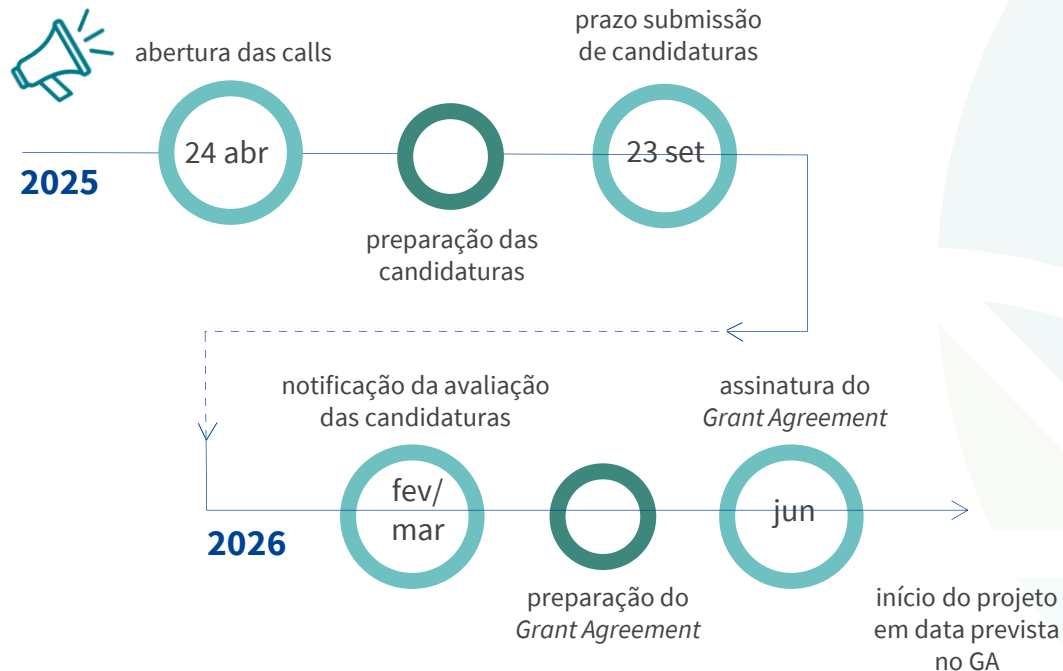 abertura das calls
prazo submissão
de candidaturas
24 abr
23 set
2025
preparação das
candidaturas
notificação da avaliação
das candidaturas
assinatura do
Grant Agreement
fev/
mar
jun
2026
preparação do
Grant Agreement
início do projeto
em data prevista
no GA